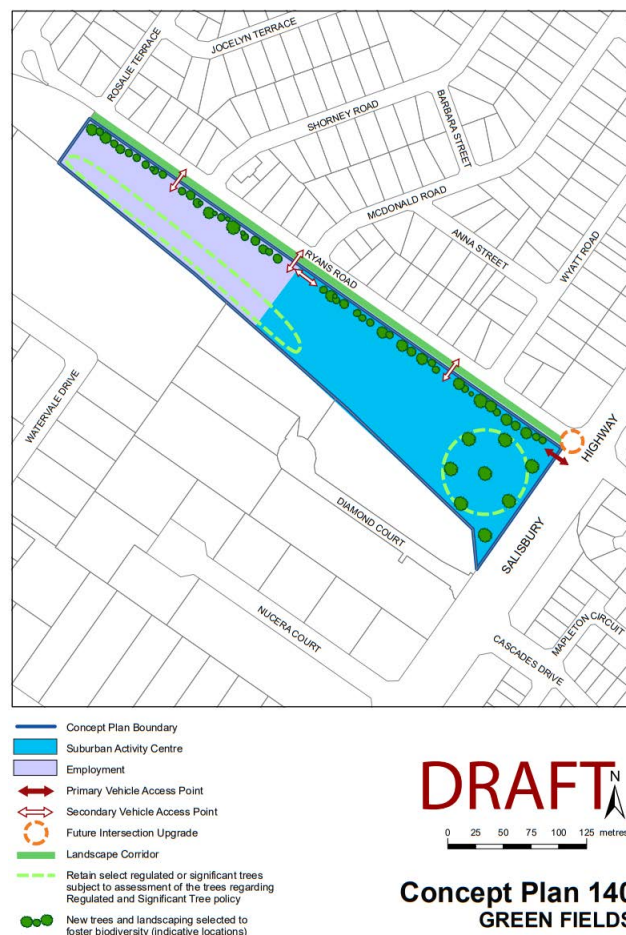 JOCELYN TERRACE
ROSALIE TERRACE
SHORNEY ROAD
BARBARA STREET
MCDONALD ROAD
ANNA STREET
WYATT ROAD
RYANS ROAD
WATERVALE DRIVE
HIGHWAY
SALISBURY
DIAMOND COURT
NUCERA COURT
CASCADES DRIVE
MAPLETON CIRCUIT
Concept Plan Boundary
Suburban Activity Centre
Employment
Primary Vehicle Access Point
Secondary Vehicle Access Point
Future Intersection Upgrade
Landscape Corridor
Retain select regulated or significant trees
subject to assessment of the trees regarding
Regulated and Significant Tree policy
New trees and landscaping selected to
foster biodiversity (indicative locations)
DRAFT
N
0 25 50 75 100 125 metres
Concept Plan 140
GREEN FIELDS